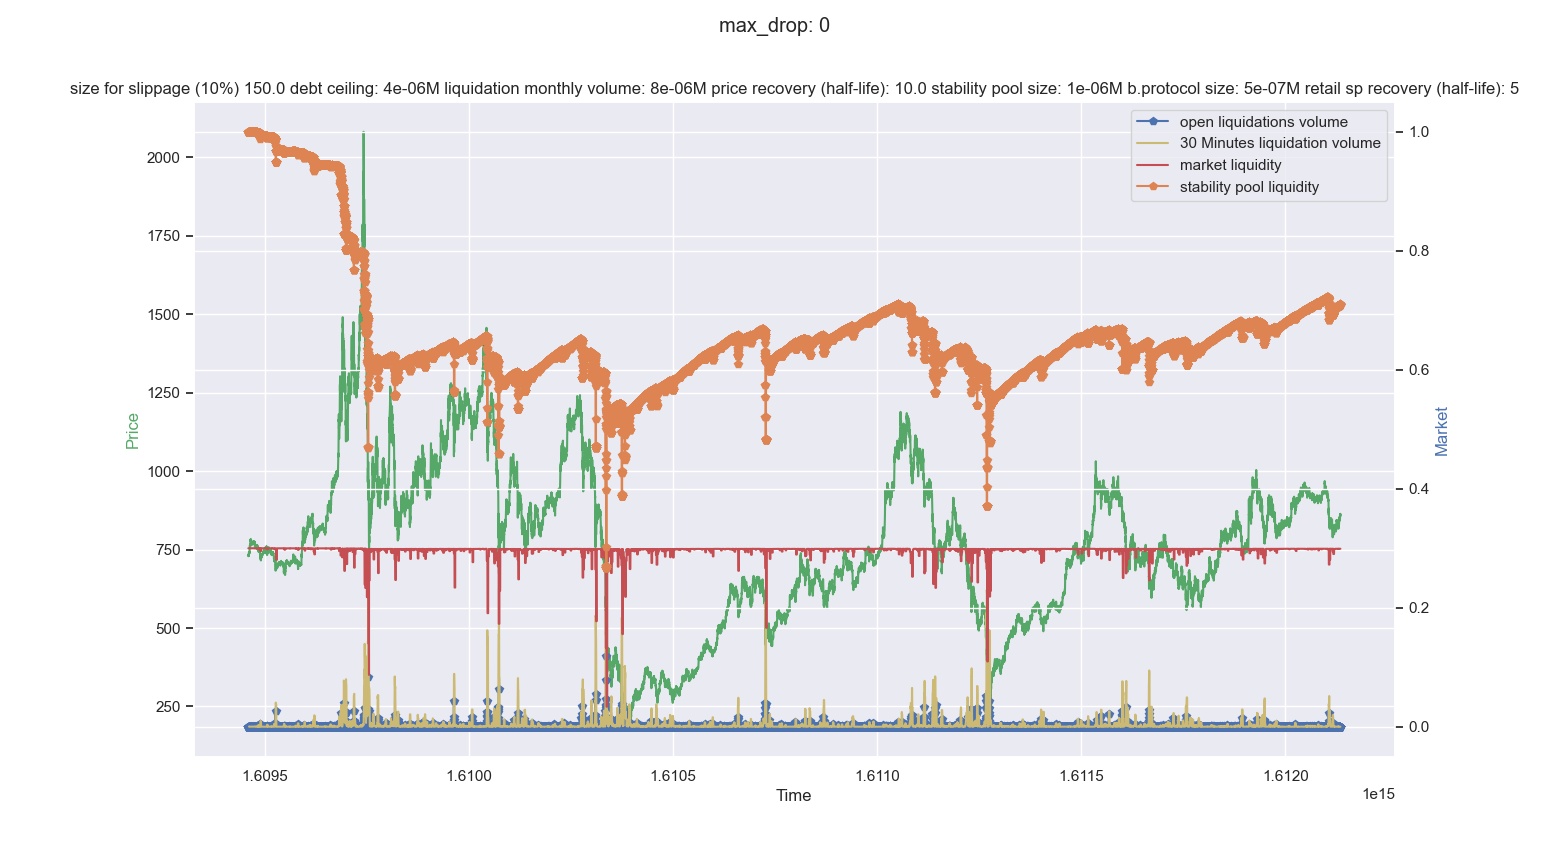 max_drop: 0
size for slippage (10%) 150.0 debt ceiling: 4e-06M liquidation monthly volume: 8e-06M price recovery (half-life): 10.0 stability pool size: 1e-06M b.protocol size: 5e-07M retail sp recovery (half-life): 5
open liquidations volume
30 Minutes liquidation volume
market liquidity
stability pool liquidity
2000
1750
1500
1250
1000
750
500
250
Price
1.0
0.8
0.6
0.4
0.2
0.0
Market
1.6095
1.6100
1.6105
1.6110
1.6115
1.6120
Time
1e15